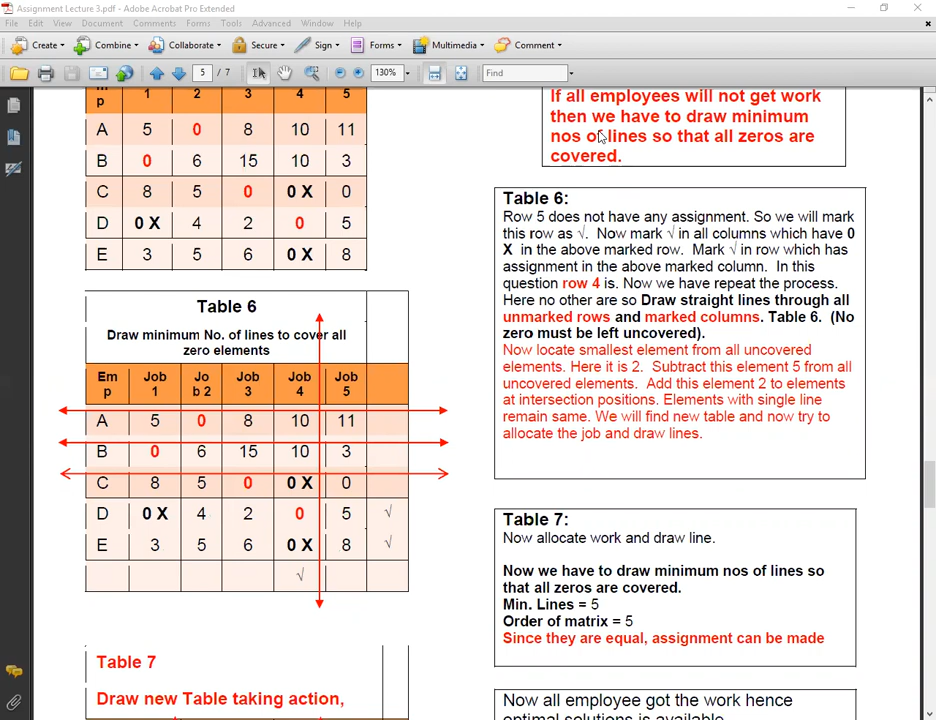 Assignment Lecture 3.pdf - Adobe Acrobat Pro Extended
File Edit View Document Comments Forms Tools Advanced Window Help
Create Combine Collaborate Secure Sign Forms Multimedia Comment
5 / 7 130% Find
m
p 1 2 3 4 5
A 5 0 8 10 11
B 0 6 15 10 3
C 8 5 0 0 X 0
D 0 X 4 2 0 5
E 3 5 6 0 X 8
If all employees will not get work
then we have to draw minimum
nos of lines so that all zeros are
covered.
Table 6:
Row 5 does not have any assignment. So we will mark
this row as √. Now mark √ in all columns which have 0
X in the above marked row. Mark √ in row which has
assignment in the above marked column. In this
question row 4 is. Now we have repeat the process.
Here no other are so Draw straight lines through all
unmarked rows and marked columns. Table 6. (No
zero must be left uncovered).
Now locate smallest element from all uncovered
elements. Here it is 2. Subtract this element 5 from all
uncovered elements. Add this element 2 to elements
at intersection positions. Elements with single line
remain same. We will find new table and now try to
allocate the job and draw lines.
Table 6
Draw minimum No. of lines to cover all
zero elements
Em Job Jo Job Job Job
p 1 b 2 3 4 5
A 5 0 8 10 11
B 0 6 15 10 3
C 8 5 0 0 X 0
D 0 X 4 2 0 5 √
E 3 5 6 0 X 8 √
√
Table 7:
Now allocate work and draw line.
Now we have to draw minimum nos of lines so
that all zeros are covered.
Min. Lines = 5
Order of matrix = 5
Since they are equal, assignment can be made
Table 7
Draw new Table taking action,
Now all employee got the work hence
optimal solutions is available